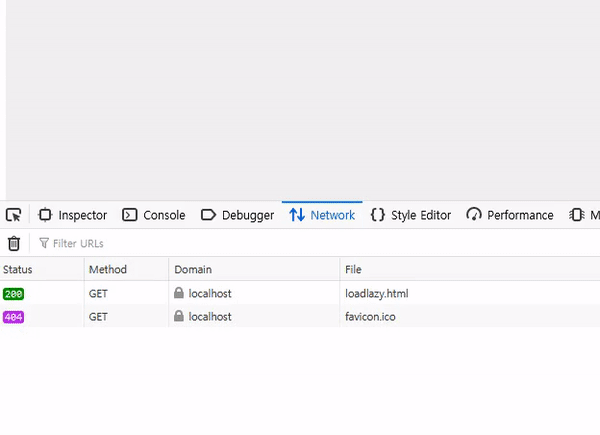 Inspector Console Debugger Network Style Editor Performance M
Filter URLs
Status Method Domain File
200 GET localhost loadlazy.html
404 GET localhost favicon.ico